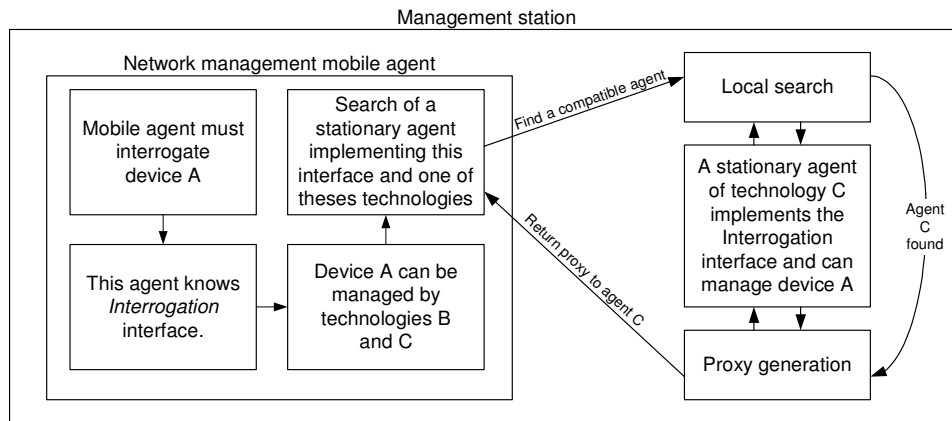 Management station
Network management mobile agent
Mobile agent must
interrogate
device A
This agent knows
Interrogation
interface.
Device A can be
managed by
technologies B
and C
Search of a
stationary agent
implementing this
interface and one of
theses technologies
Find a compatible agent
Local search
A stationary agent
of technology C
implements the
Interrogation
interface and can
manage device A
Agent
C
found
Proxy generation
Return proxy to agent C